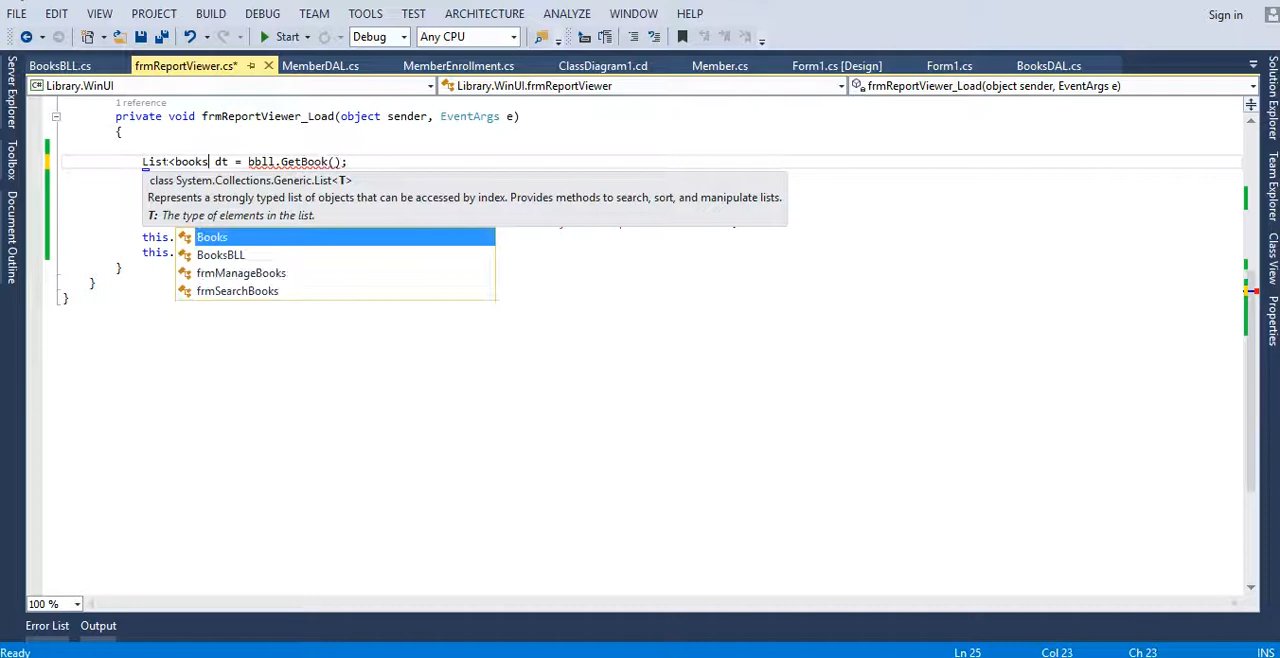 FILE EDIT VIEW PROJECT BUILD DEBUG TEAM TOOLS TEST ARCHITECTURE ANALYZE WINDOW HELP
Sign in
Start Debug Any CPU
BooksBLL.cs frmReportViewer.cs* MemberDAL.cs MemberEnrollment.cs ClassDiagram1.cd Member.cs Form1.cs [Design] Form1.cs BooksDAL.cs
C# Library.WinUI Library.WinUI.frmReportViewer frmReportViewer_Load(object sender, EventArgs e)
1 reference
private void frmReportViewer_Load(object sender, EventArgs e)
{
List<books dt = bbll.GetBook();
class System.Collections.Generic.List<T>
Represents a strongly typed list of objects that can be accessed by index. Provides methods to search, sort, and manipulate lists.
T: The type of elements in the list.
this. Books
this. BooksBLL
} frmManageBooks
} frmSearchBooks
}
Server Explorer
Toolbox
Document Outline
Solution Explorer
Team Explorer
Class View
Properties
100 %
Error List Output
Ready Ln 25 Col 23 Ch 23 INS